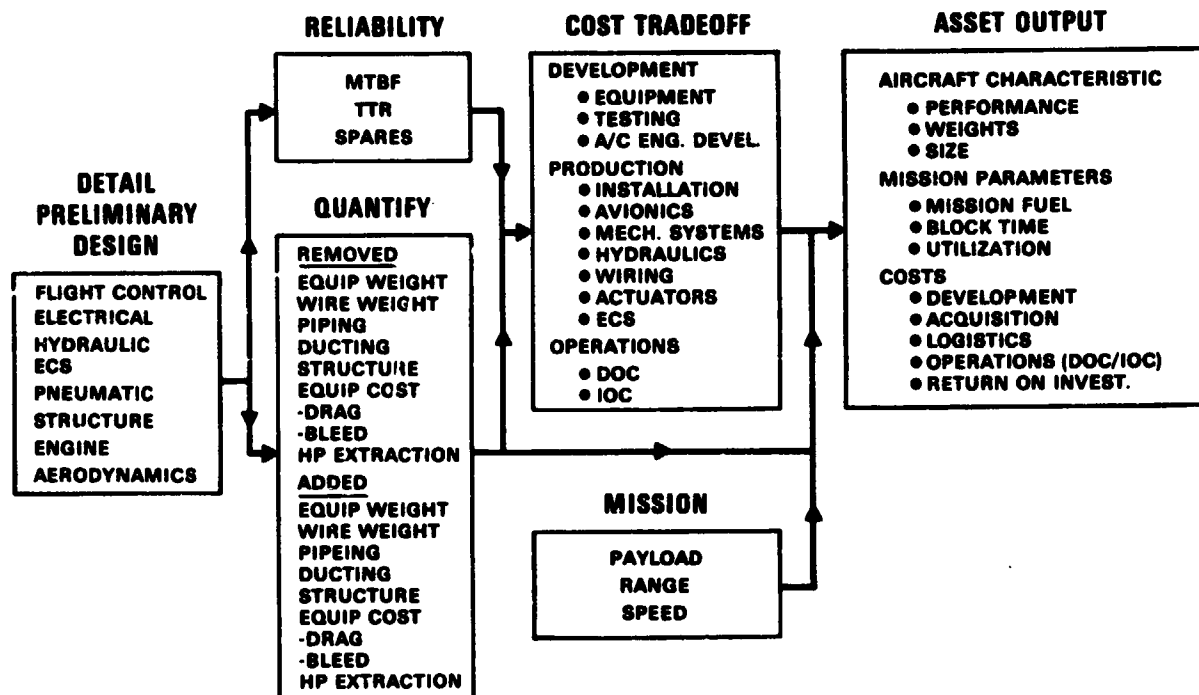 DETAIL
PRELIMINARY
DESIGN
FLIGHT CONTROL
ELECTRICAL
HYDRAULIC
ECS
PNEUMATIC
STRUCTURE
ENGINE
AERODYNAMICS
RELIABILITY
MTBF
TTR
SPARES
QUANTIFY
REMOVED
EQUIP WEIGHT
WIRE WEIGHT
PIPING
DUCTING
STRUCTURE
EQUIP COST
-DRAG
-BLEED
HP EXTRACTION
ADDED
EQUIP WEIGHT
WIRE WEIGHT
PIPEING
DUCTING
STRUCTURE
EQUIP COST
-DRAG
-BLEED
HP EXTRACTION
COST TRADEOFF
DEVELOPMENT
● EQUIPMENT
● TESTING
● A/C ENG. DEVEL.
PRODUCTION
● INSTALLATION
● AVIONICS
● MECH. SYSTEMS
● HYDRAULICS
● WIRING
● ACTUATORS
● ECS
OPERATIONS
● DOC
● IOC
MISSION
PAYLOAD
RANGE
SPEED
ASSET OUTPUT
AIRCRAFT CHARACTERISTIC
● PERFORMANCE
● WEIGHTS
● SIZE
MISSION PARAMETERS
● MISSION FUEL
● BLOCK TIME
● UTILIZATION
COSTS
● DEVELOPMENT
● ACQUISITION
● LOGISTICS
● OPERATIONS (DOC/IOC)
● RETURN ON INVEST.